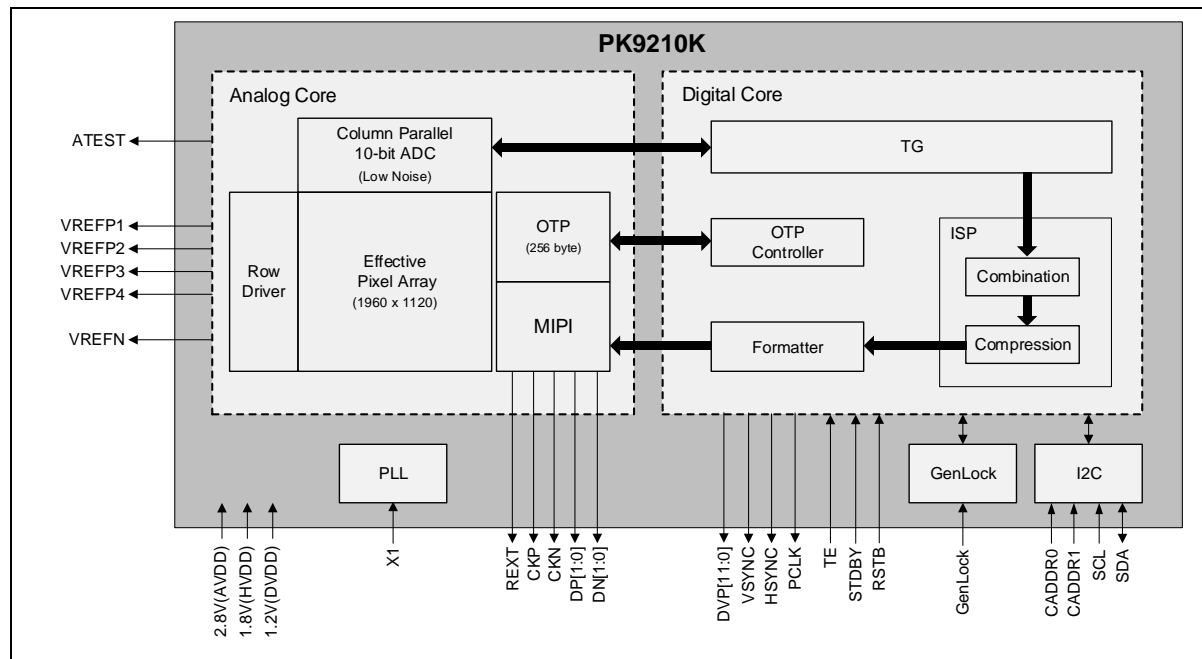 PK9210K
Analog Core
Digital Core
Column Parallel
10-bit ADC
(Low Noise)
TG
ATEST
VREFP1
VREFP2
VREFP3
VREFP4
VREFN
Row
Driver
Effective
Pixel Array
(1960 x 1120)
OTP
(256 byte)
MIPI
OTP
Controller
Formatter
ISP
Combination
Compression
PLL
GenLock
I2C
2.8V(AVDD)
1.8V(HVDD)
1.2V(DVDD)
X1
REXT
CKP
CKN
DP[1:0]
DN[1:0]
DVP[11:0]
VSYNC
HSYNC
PCLK
TE
STDBY
RSTB
GenLock
CADDR0
CADDR1
SCL
SDA